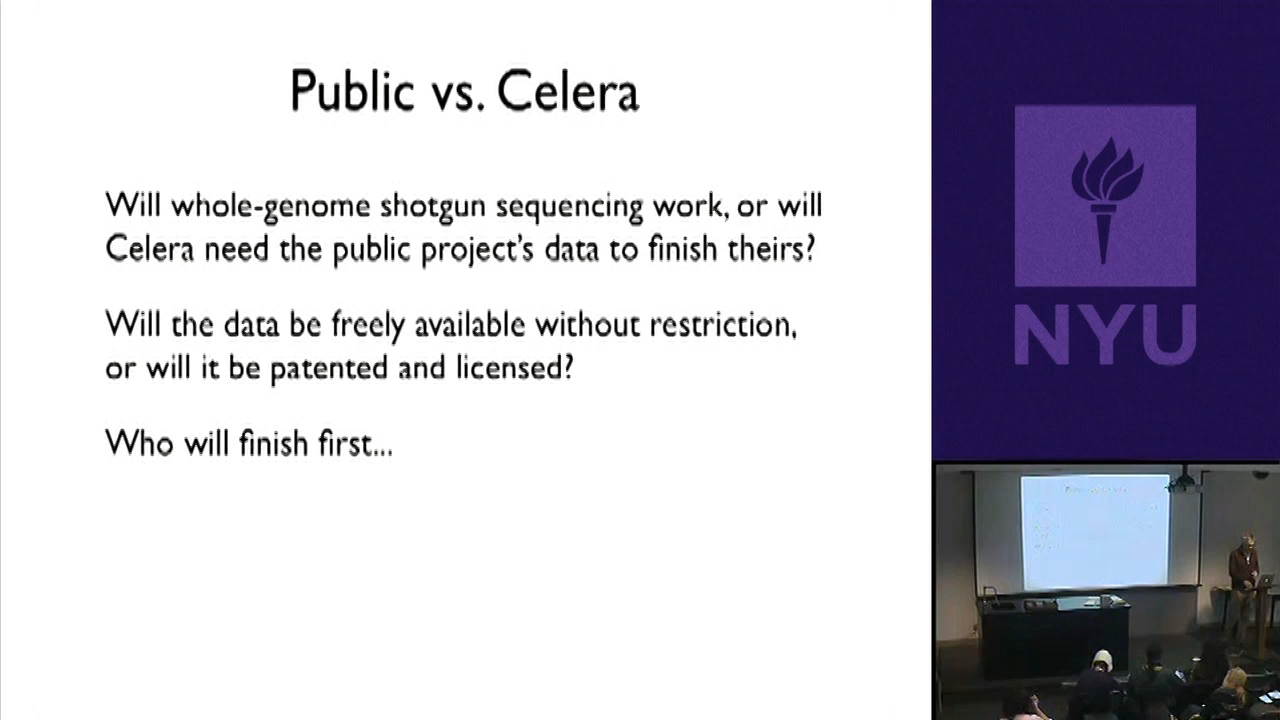 Public vs. Celera
Will whole-genome shotgun sequencing work, or will
Celera need the public project's data to finish theirs?
Will the data be freely available without restriction,
or will it be patented and licensed?
Who will finish first...
NYU